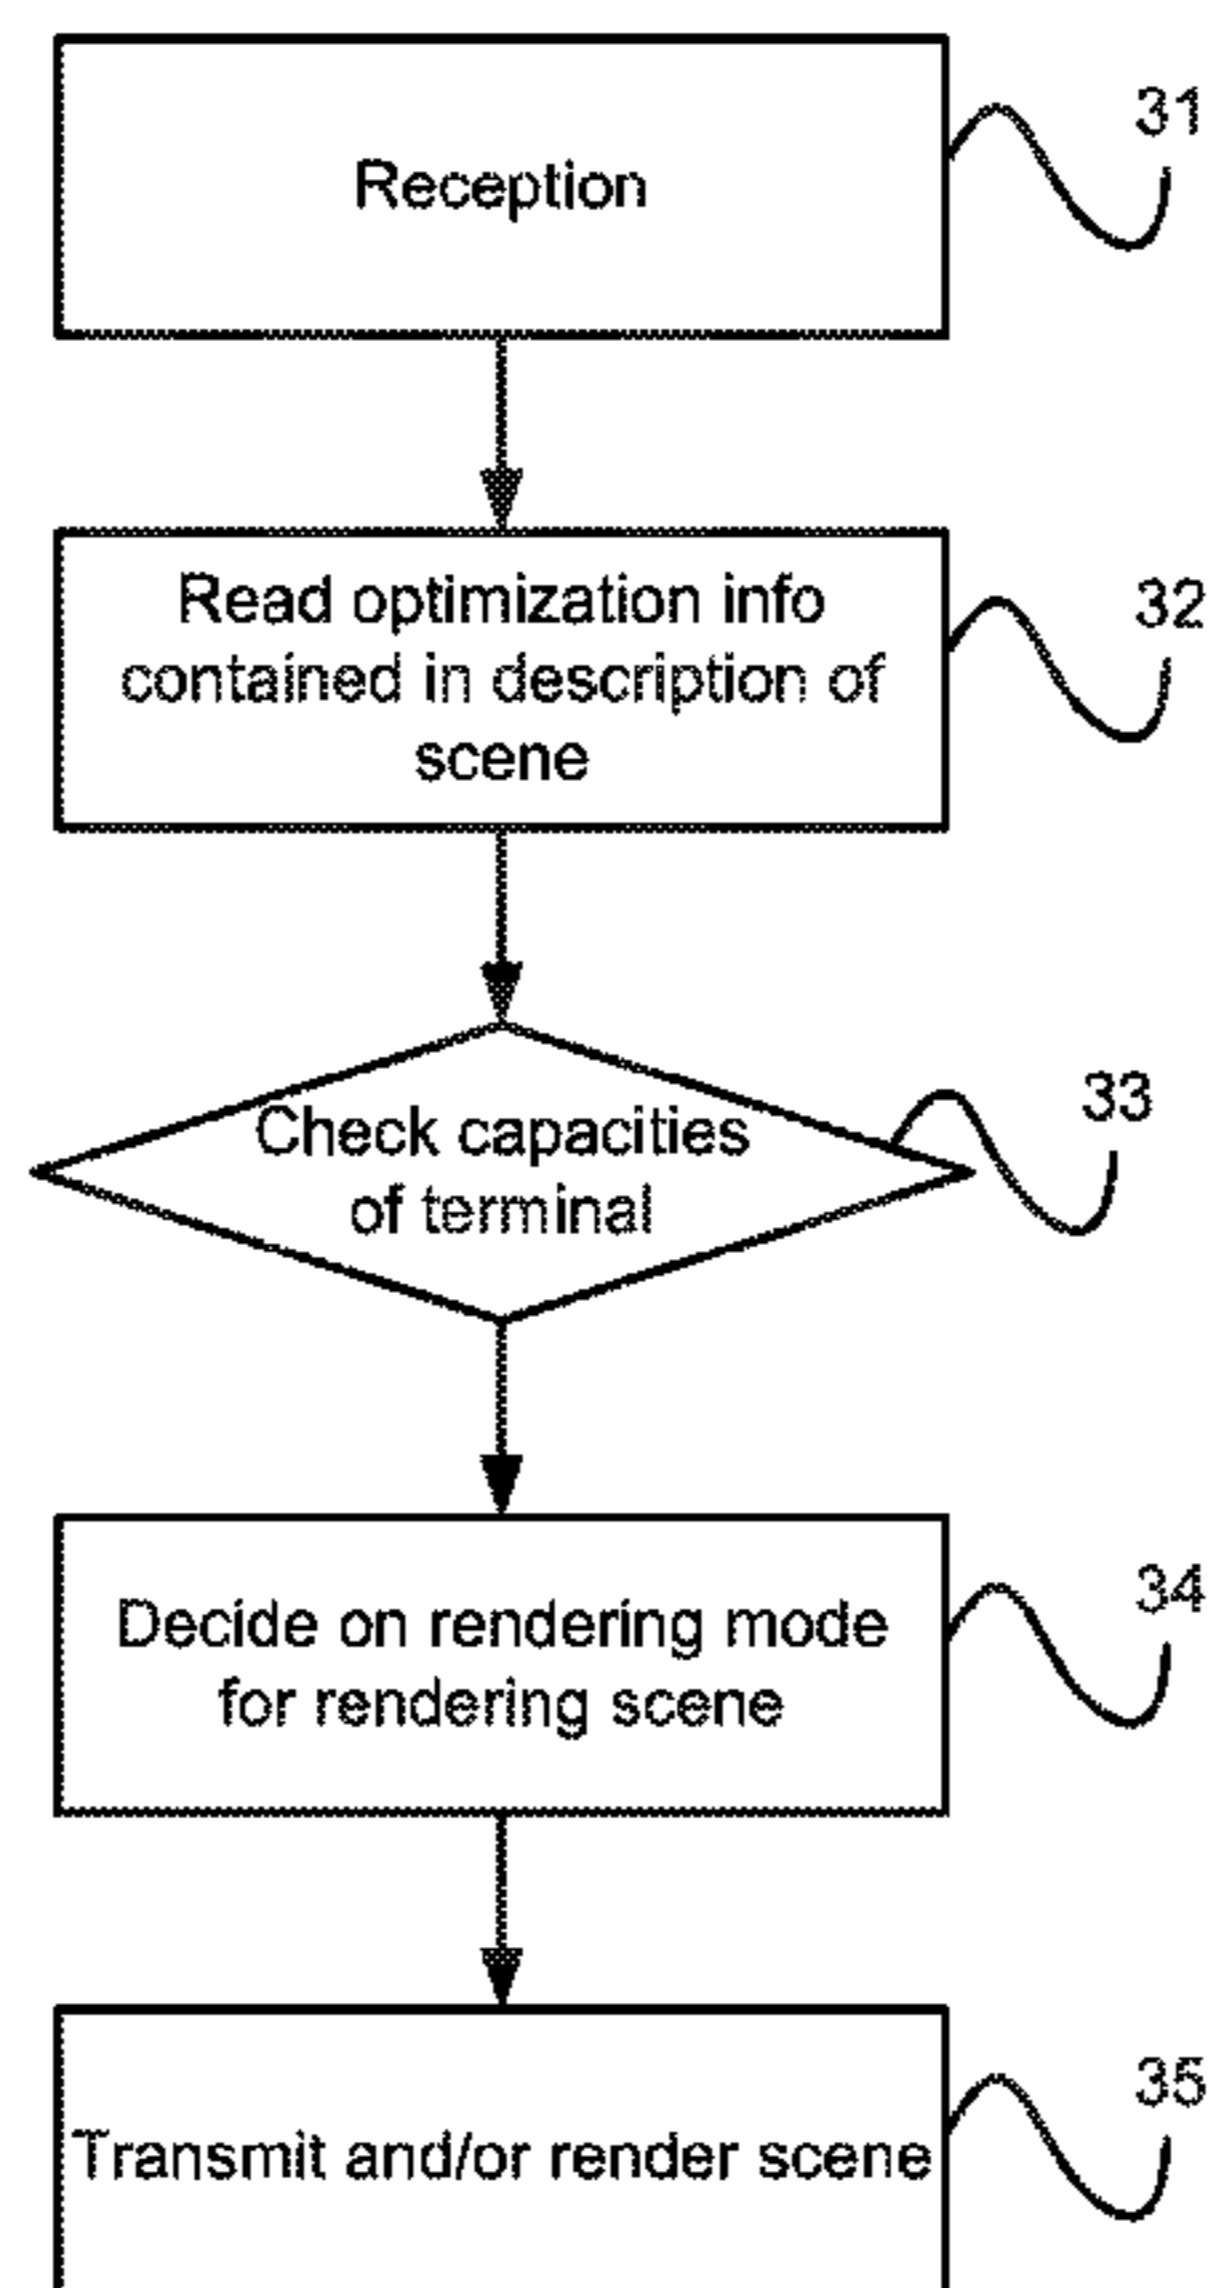 Reception
31
Read optimization info
contained in description of
scene
32
Check capacities
of terminal
33
Decide on rendering mode
for rendering scene
34
Transmit and/or render scene
35